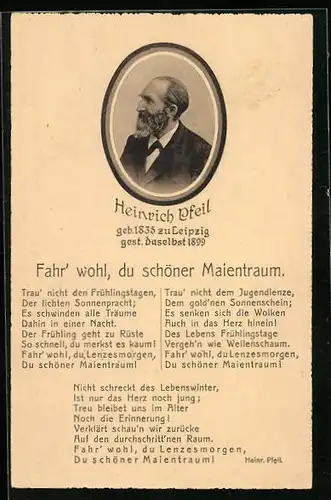 Heinrich Pfeil
geb. 1835 zu Leipzig
gest. daselbst 1899
Fahr' wohl, du schöner Maientraum.
Trau' nicht den Frühlingstagen,
Der lichten Sonnenpracht;
Es schwinden alle Träume
Dahin in einer Nacht.
Der Frühling geht zu Rüste
So schnell, du merkst es kaum!
Fahr' wohl, du Lenzesmorgen,
Du schöner Maientraum!
Trau' nicht dem Jugendlenze,
Dem gold'nen Sonnenschein;
Es senken sich die Wolken
Auch in das Herz hinein!
Des Lebens Frühlingstage
Vergeh'n wie Wellenschaum.
Fahr' wohl, du Lenzesmorgen,
Du schöner Maientraum!
Nicht schreckt des Lebenswinter,
Ist nur das Herz noch jung;
Treu bleibet uns im Alter
Noch die Erinnerung!
Verklärt schau'n wir zurücke
Auf den durchschritt'nen Raum.
Fahr' wohl, du Lenzesmorgen,
Du schöner Maientraum!
Heinr. Pfeil.